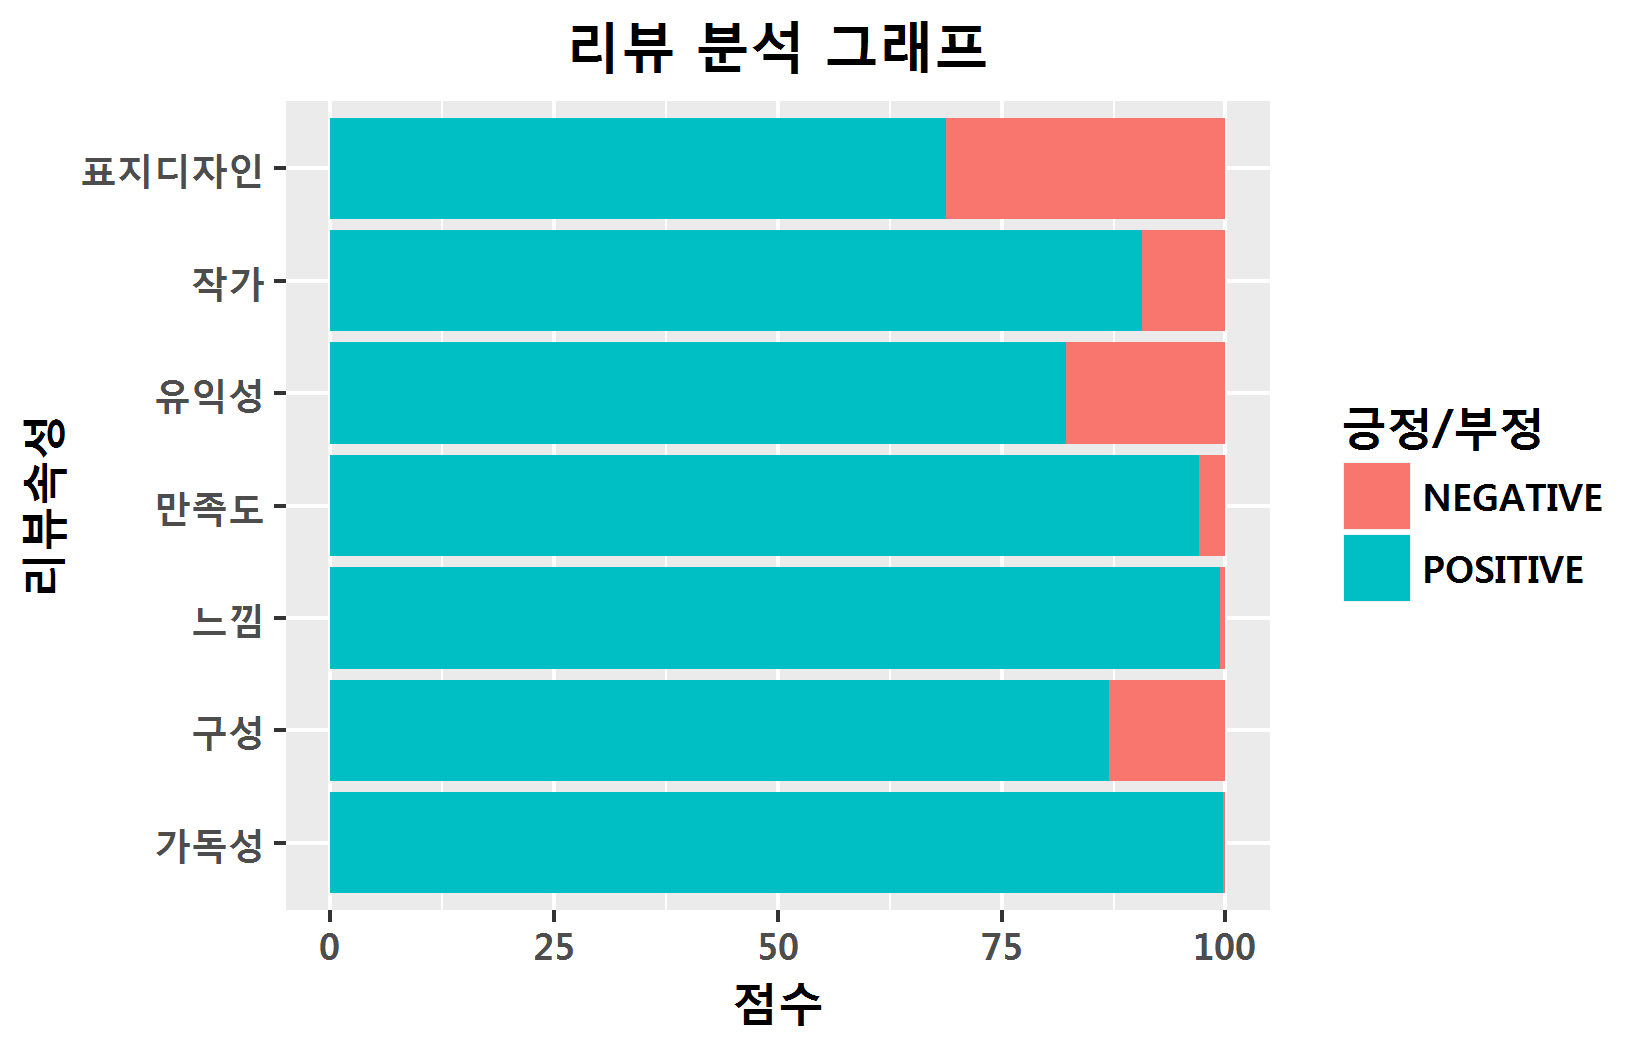 리뷰 분석 그래프
표지디자인
작가
유익성
만족도
느낌
구성
가독성
리뷰속성
0 25 50 75 100
점수
긍정/부정
NEGATIVE
POSITIVE